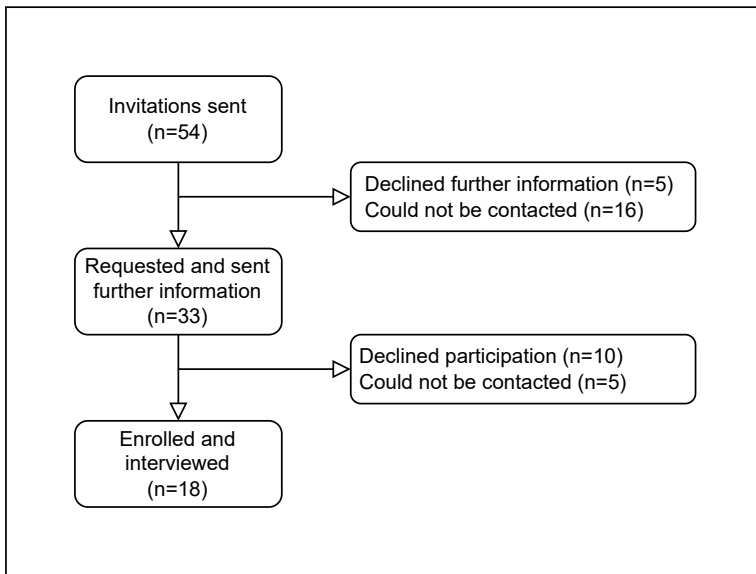 Invitations sent
(n=54)
Declined further information (n=5)
Could not be contacted (n=16)
Requested and sent
further information
(n=33)
Declined participation (n=10)
Could not be contacted (n=5)
Enrolled and
interviewed
(n=18)